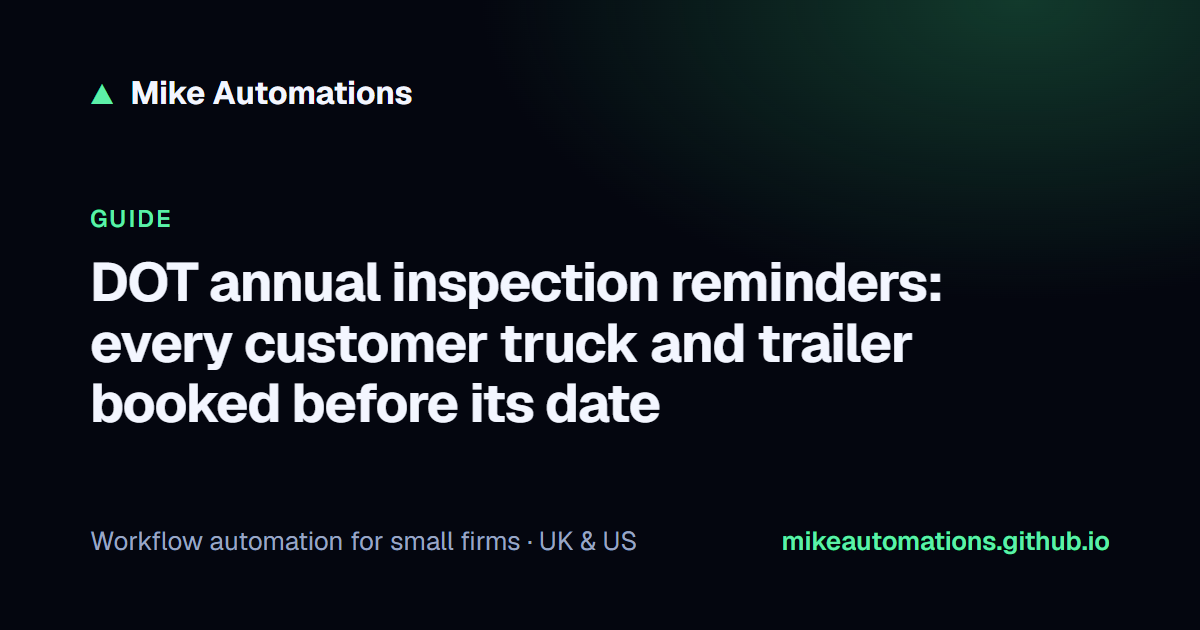 Mike Automations
GUIDE
DOT annual inspection reminders:
every customer truck and trailer
booked before its date
Workflow automation for small firms · UK & US
mikeautomations.github.io